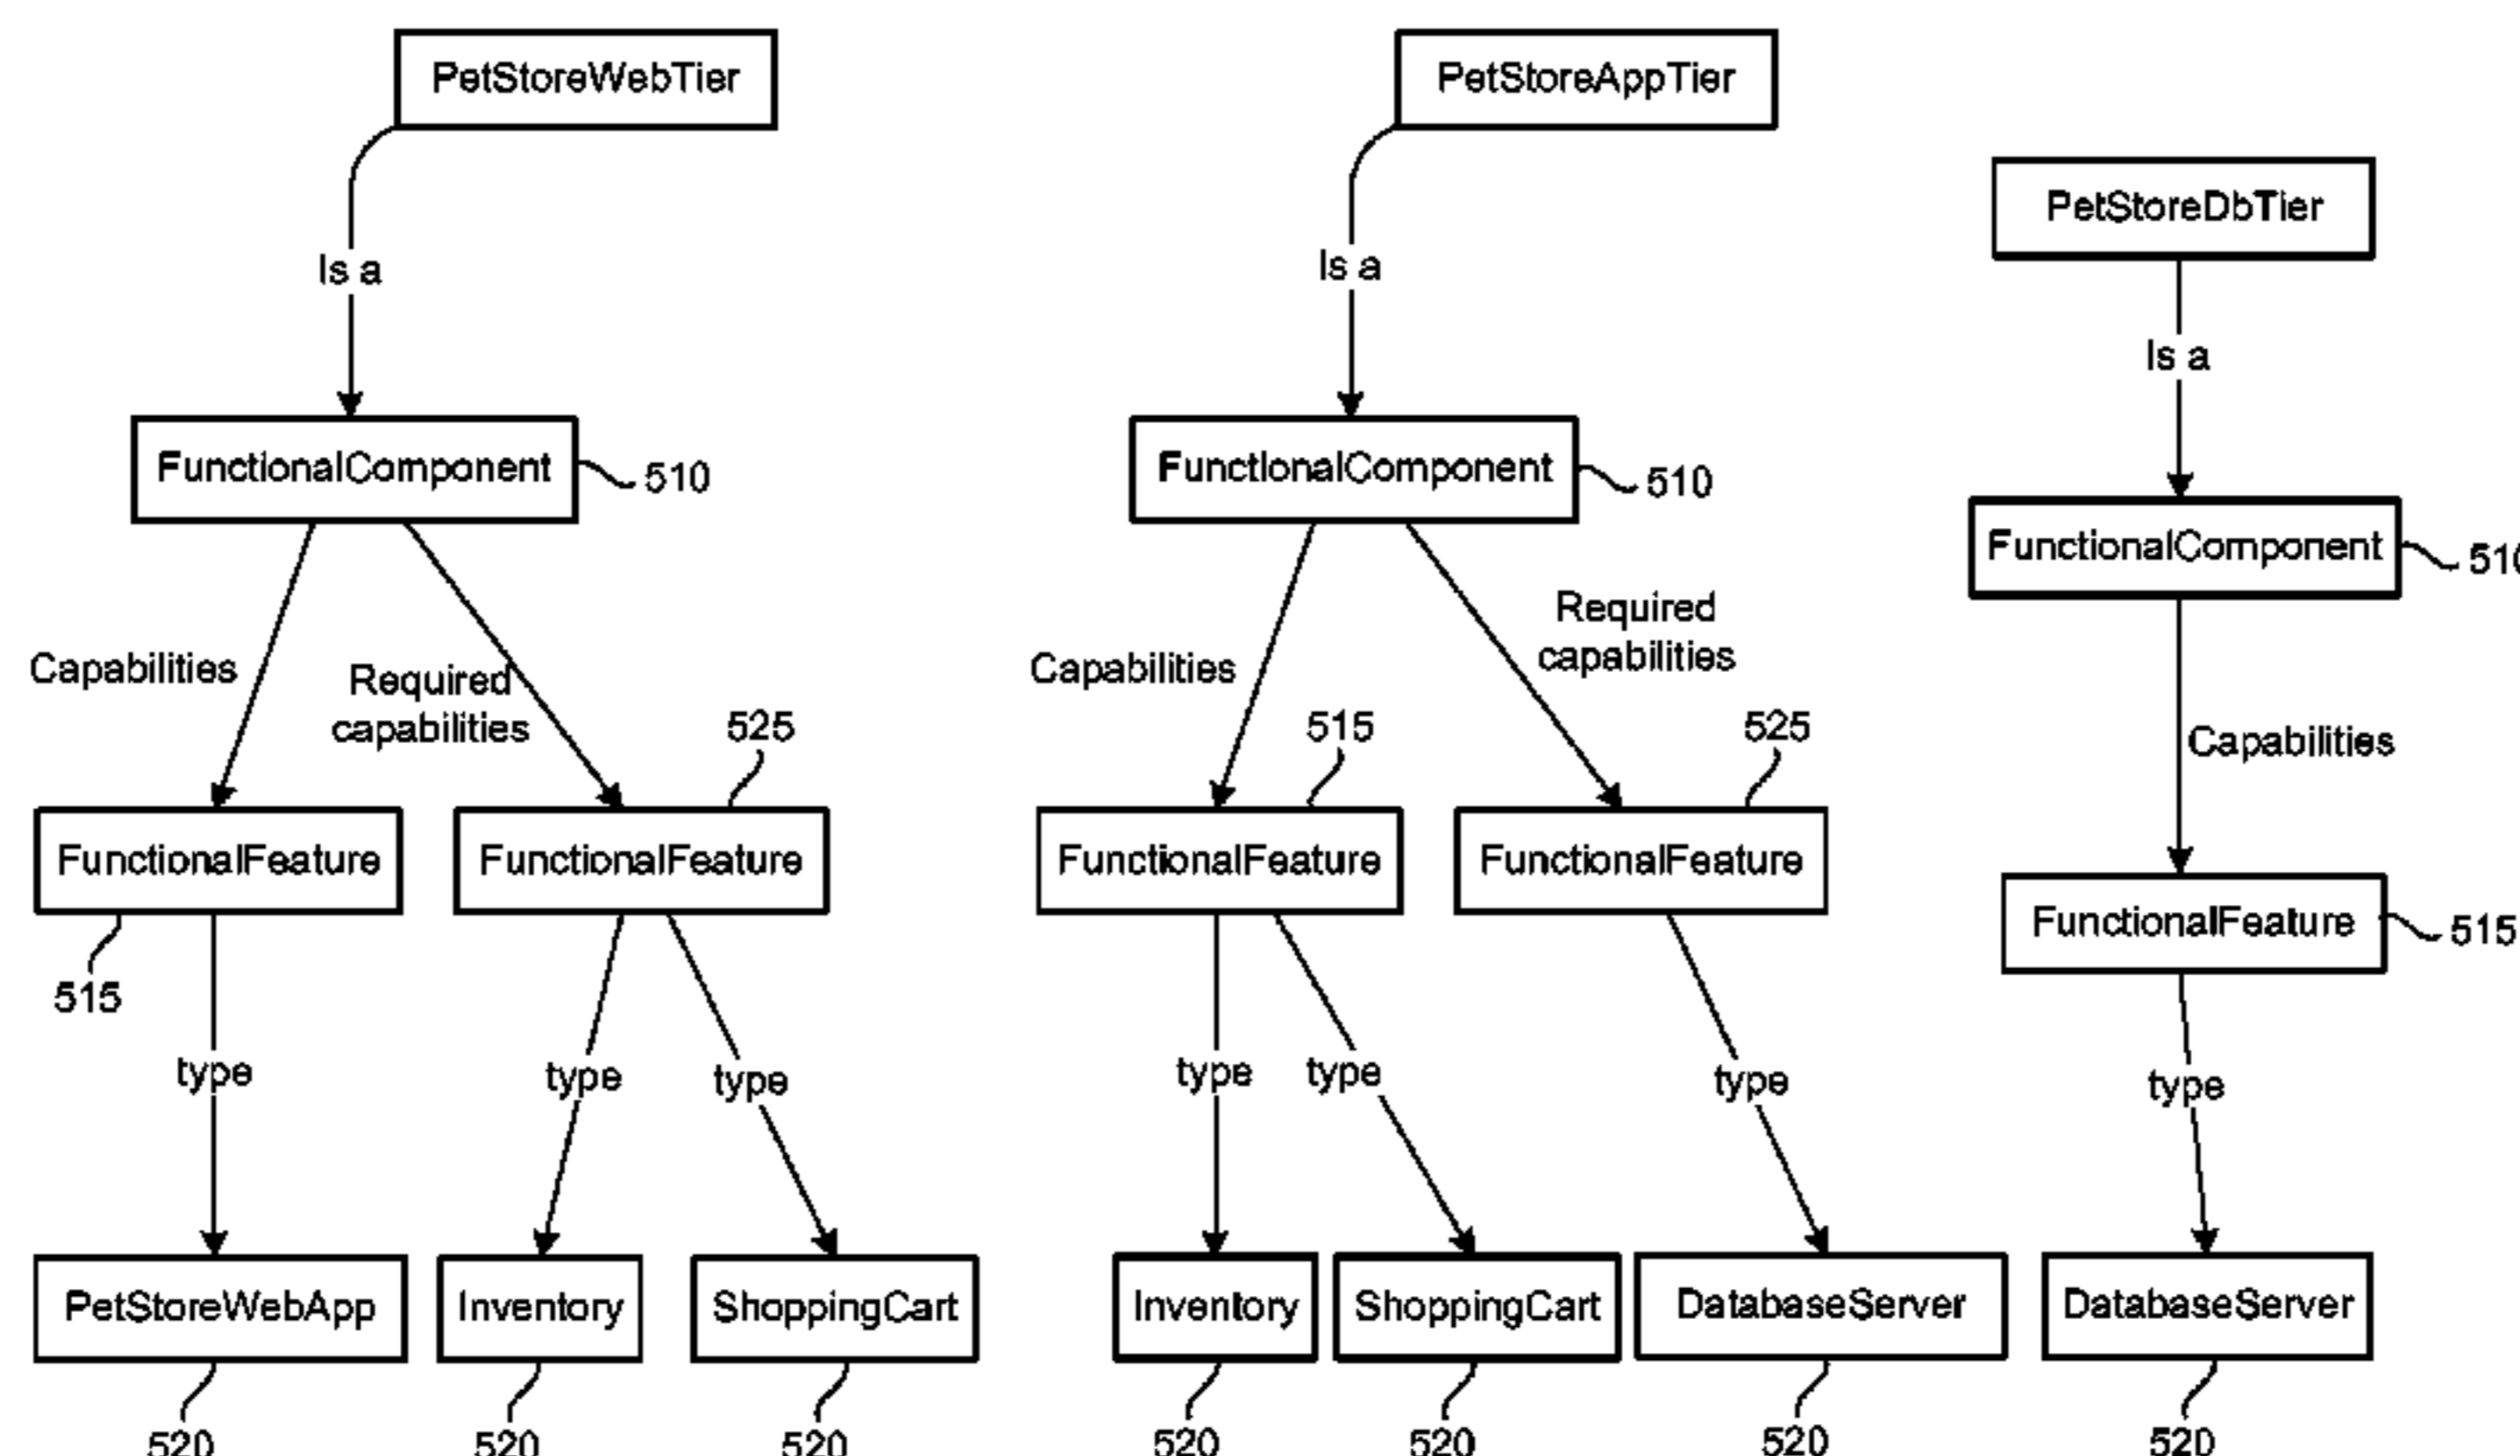 PetStoreWebTier
PetStoreAppTier
PetStoreDbTier
Is a
Is a
Is a
FunctionalComponent
510
FunctionalComponent
510
FunctionalComponent
510
Capabilities
Required
capabilities
Capabilities
Required
capabilities
Capabilities
525
515
525
FunctionalFeature
FunctionalFeature
FunctionalFeature
FunctionalFeature
FunctionalFeature
515
515
type
type
type
type
type
type
type
PetStoreWebApp
Inventory
ShoppingCart
Inventory
ShoppingCart
DatabaseServer
DatabaseServer
520
520
520
520
520
520
520